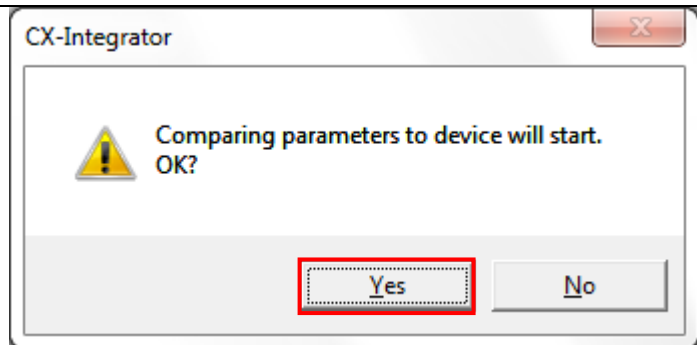 CX-Integrator
Comparing parameters to device will start.
OK?
Yes
No